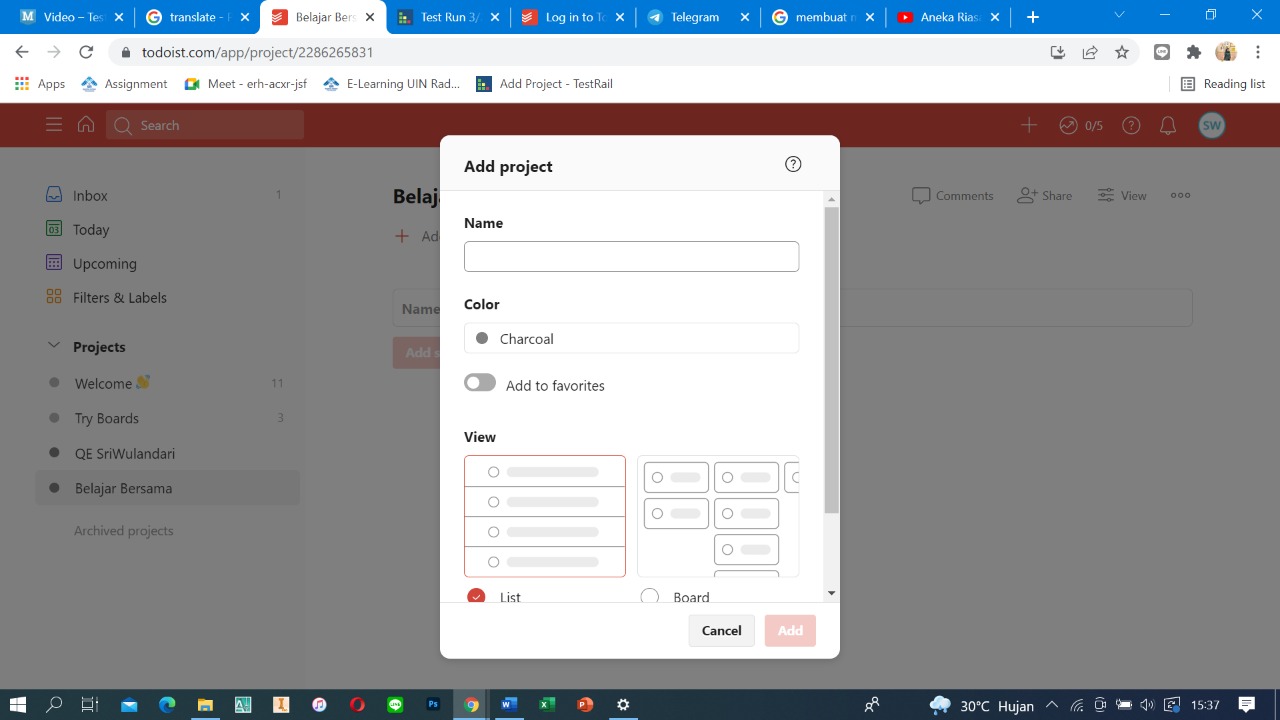 Video – Tes
translate - 
Belajar Bers
Test Run 3/
Log in to To
Telegram
membuat
Aneka Rias
todoist.com/app/project/2286265831
Apps
Assignment
Meet - erh-acxr-jsf
E-Learning UIN Rad...
Add Project - TestRail
Reading list
Search
0/5
SW
Inbox 1
Today
Upcoming
Filters & Labels
Projects
Welcome 👋 11
Try Boards 3
QE SriWulandari
Belajar Bersama
Archived projects
Belaj
Comments
Share
View
Ad
Name
Add s
Add project
Name
Color
Charcoal
Add to favorites
View
List
Board
Cancel
Add
30°C Hujan
15:37